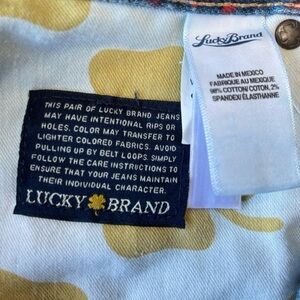 Lucky Brand
MADE IN MEXICO
FABRIQUE AU MEXIQUE
98% COTTON/ COTON, 2%
SPANDEX/ ELASTHANNE
THIS PAIR OF LUCKY BRAND JEANS
MAY HAVE INTENTIONAL RIPS OR
HOLES. COLOR MAY TRANSFER TO
LIGHTER COLORED FABRICS. AVOID
PULLING UP BY BELT LOOPS. SIMPLY
FOLLOW THE CARE INSTRUCTIONS TO
ENSURE THAT YOUR JEANS MAINTAIN
THEIR INDIVIDUAL CHARACTER.
LUCKY BRAND